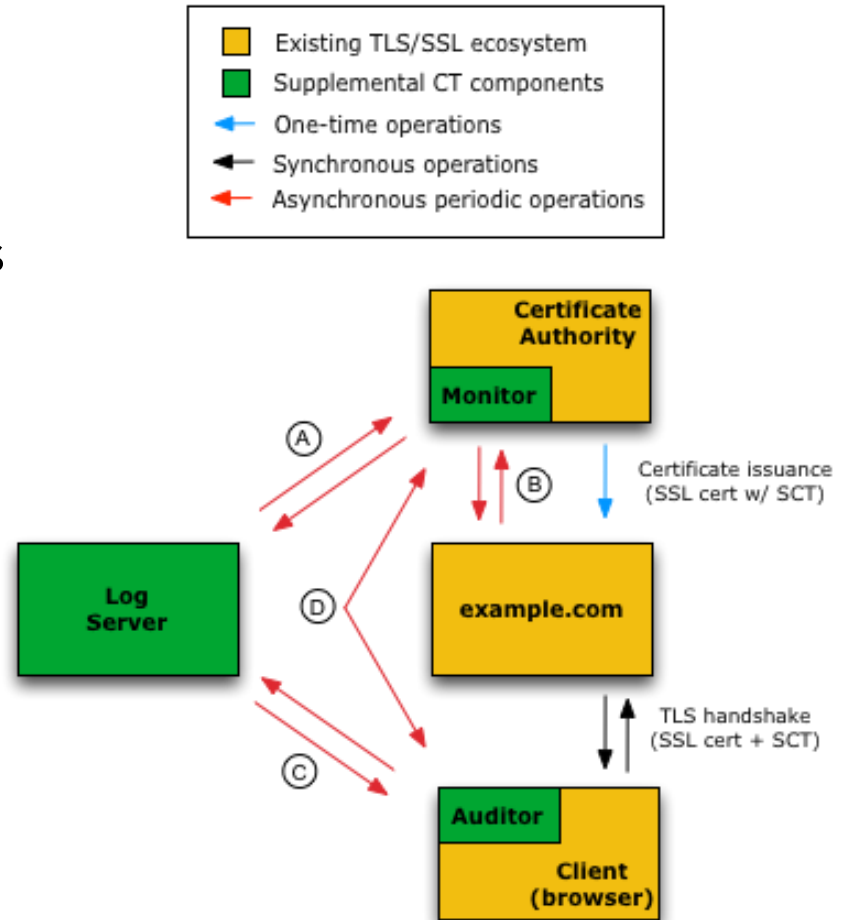 Existing TLS/SSL ecosystem
Supplemental CT components
One-time operations
Synchronous operations
Asynchronous periodic operations
s
Certificate
Authority
Monitor
A
B
Certificate issuance
(SSL cert w/ SCT)
Log
Server
D
example.com
C
TLS handshake
(SSL cert + SCT)
Auditor
Client
(browser)